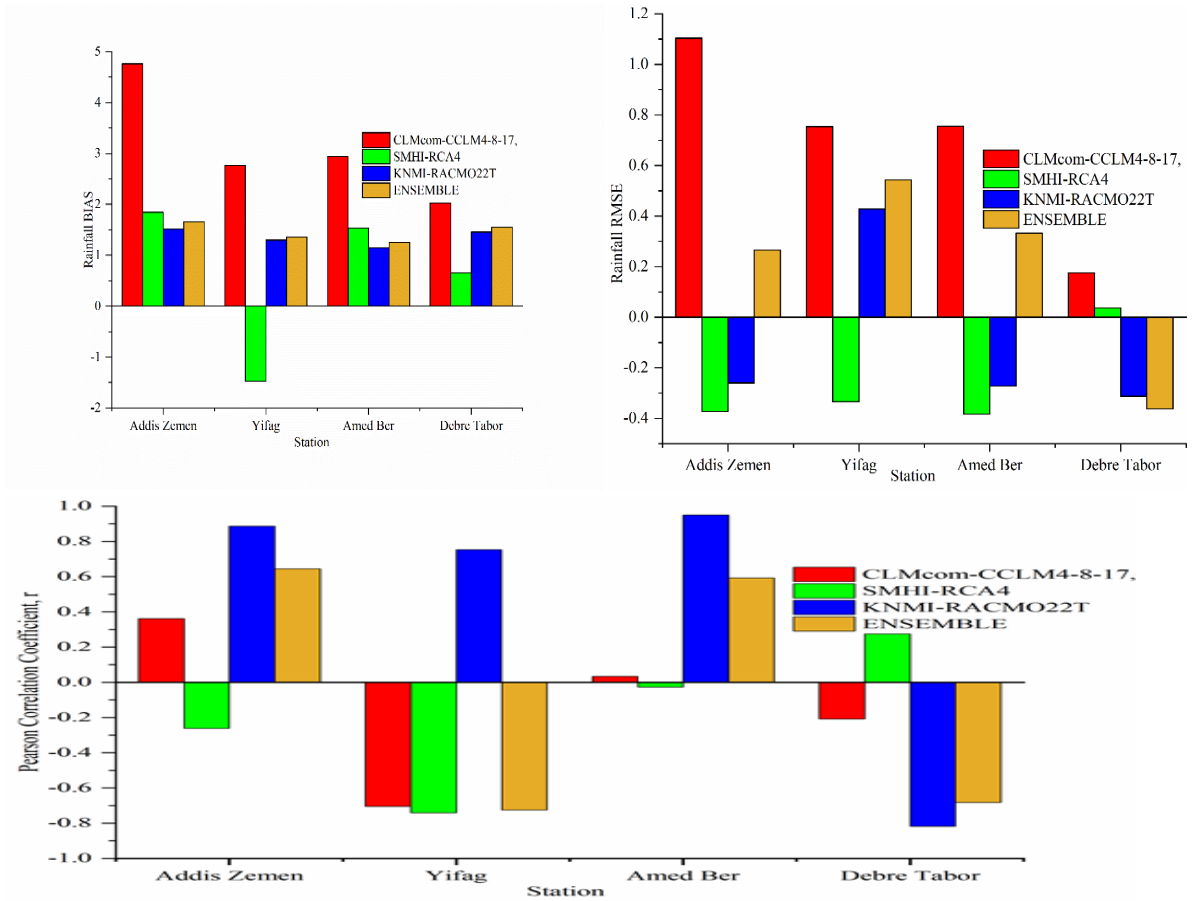 5
4
3
2
1
0
-1
-2
Rainfall BIAS
CLMcom-CCLM4-8-17,
SMHI-RCA4
KNMI-RACMO22T
ENSEMBLE
Addis Zemen Yifag Amed Ber Debre Tabor
Station
1.2
1.0
0.8
0.6
0.4
0.2
0.0
-0.2
-0.4
Rainfall RMSE
CLMcom-CCLM4-8-17,
SMHI-RCA4
KNMI-RACMO22T
ENSEMBLE
Addis Zemen Yifag Amed Ber Debre Tabor
Station
1.0
0.8
0.6
0.4
0.2
0.0
-0.2
-0.4
-0.6
-0.8
-1.0
Pearson Correlation Coefficient, r
CLMcom-CCLM4-8-17,
SMHI-RCA4
KNMI-RACMO22T
ENSEMBLE
Addis Zemen Yifag Amed Ber Debre Tabor
Station